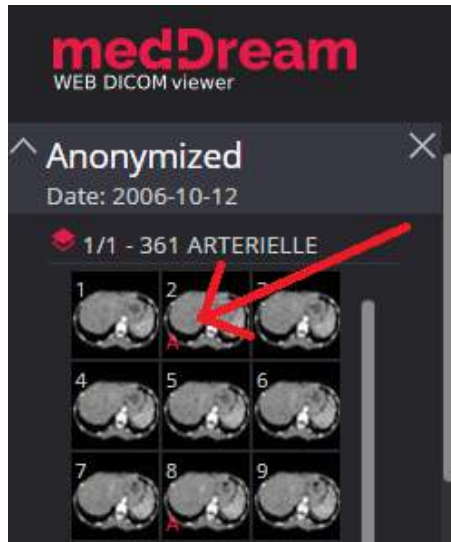 medDream
WEB DICOM viewer
Anonymized
Date: 2006-10-12
1/1 - 361 ARTERIELLE
1 2 3
A
4 5 6
7 8 9
A